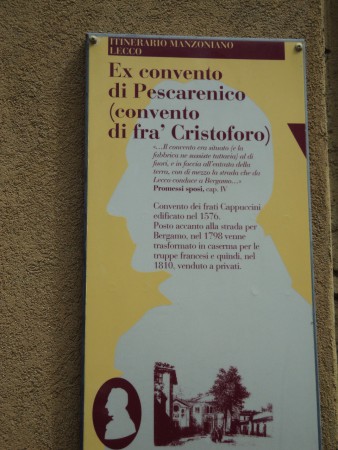 ITINERARIO MANZONIANO
LECCO
Ex convento
di Pescarenico
(convento
di fra' Cristoforo)
«...Il convento era situato (e la
fabbrica ne sussiste tuttavia) al di
fuori, e in faccia all'entrata della
terra, con di mezzo la strada che da
Lecco conduce a Bergamo...»
Promessi sposi, cap. IV
Convento dei frati Cappuccini
edificato nel 1576.
Posto accanto alla strada per
Bergamo, nel 1798 venne
trasformato in caserma per le
truppe francesi e quindi, nel
1810, venduto a privati.